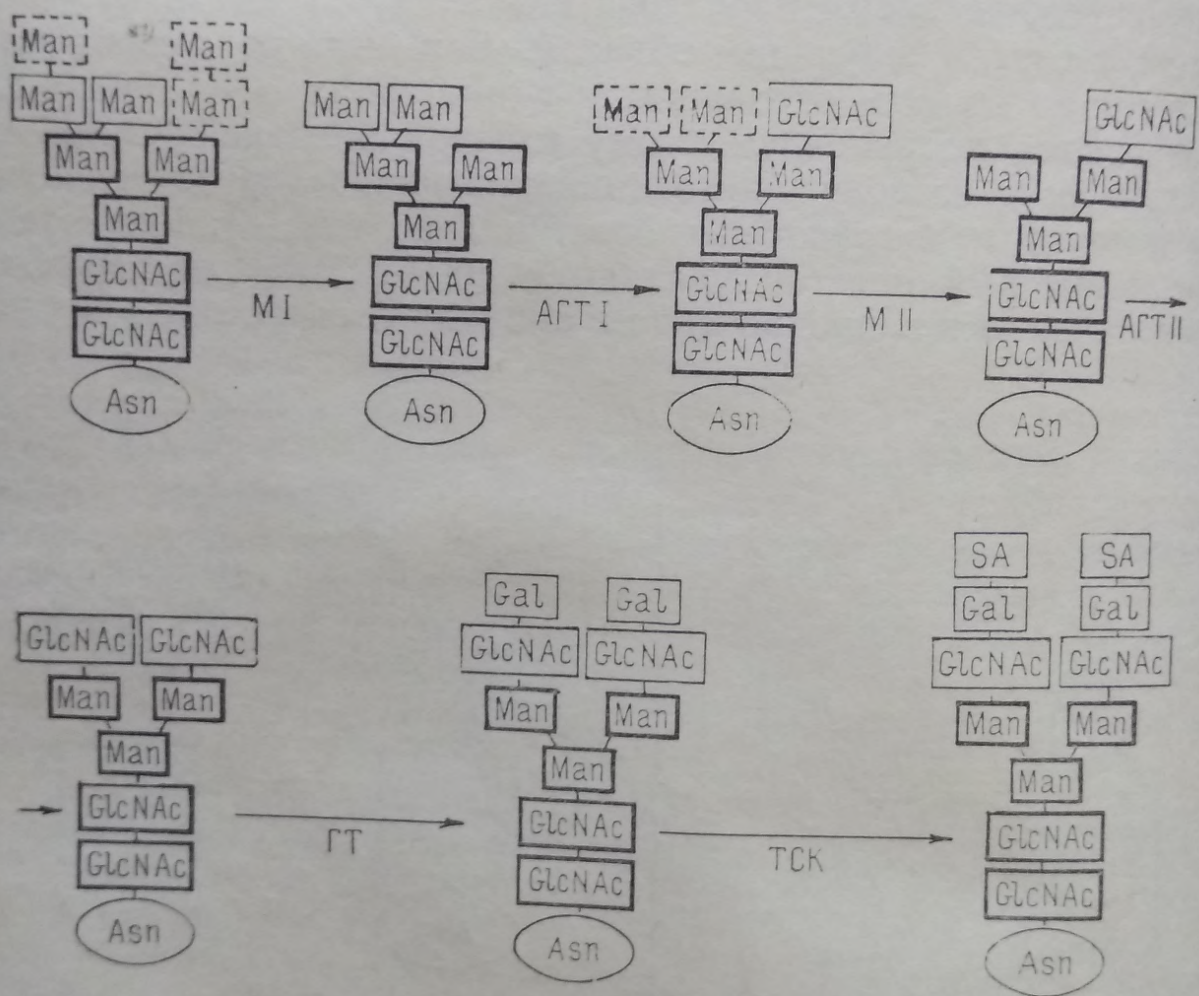 Man Man
Man Man Man
Man Man
Man
GlcNAc
GlcNAc
Asn
М I
Man Man
Man Man
Man
GlcNAc
GlcNAc
Asn
АГТ I
Man Man GlcNAc
Man Man
Man
GlcNAc
GlcNAc
Asn
М II
GlcNAc
Man Man
Man
GlcNAc
GlcNAc
Asn
АГТ II
GlcNAc GlcNAc
Man Man
Man
GlcNAc
GlcNAc
Asn
ГТ
Gal Gal
GlcNAc GlcNAc
Man Man
Man
GlcNAc
GlcNAc
Asn
ТСК
SA SA
Gal Gal
GlcNAc GlcNAc
Man Man
Man
GlcNAc
GlcNAc
Asn